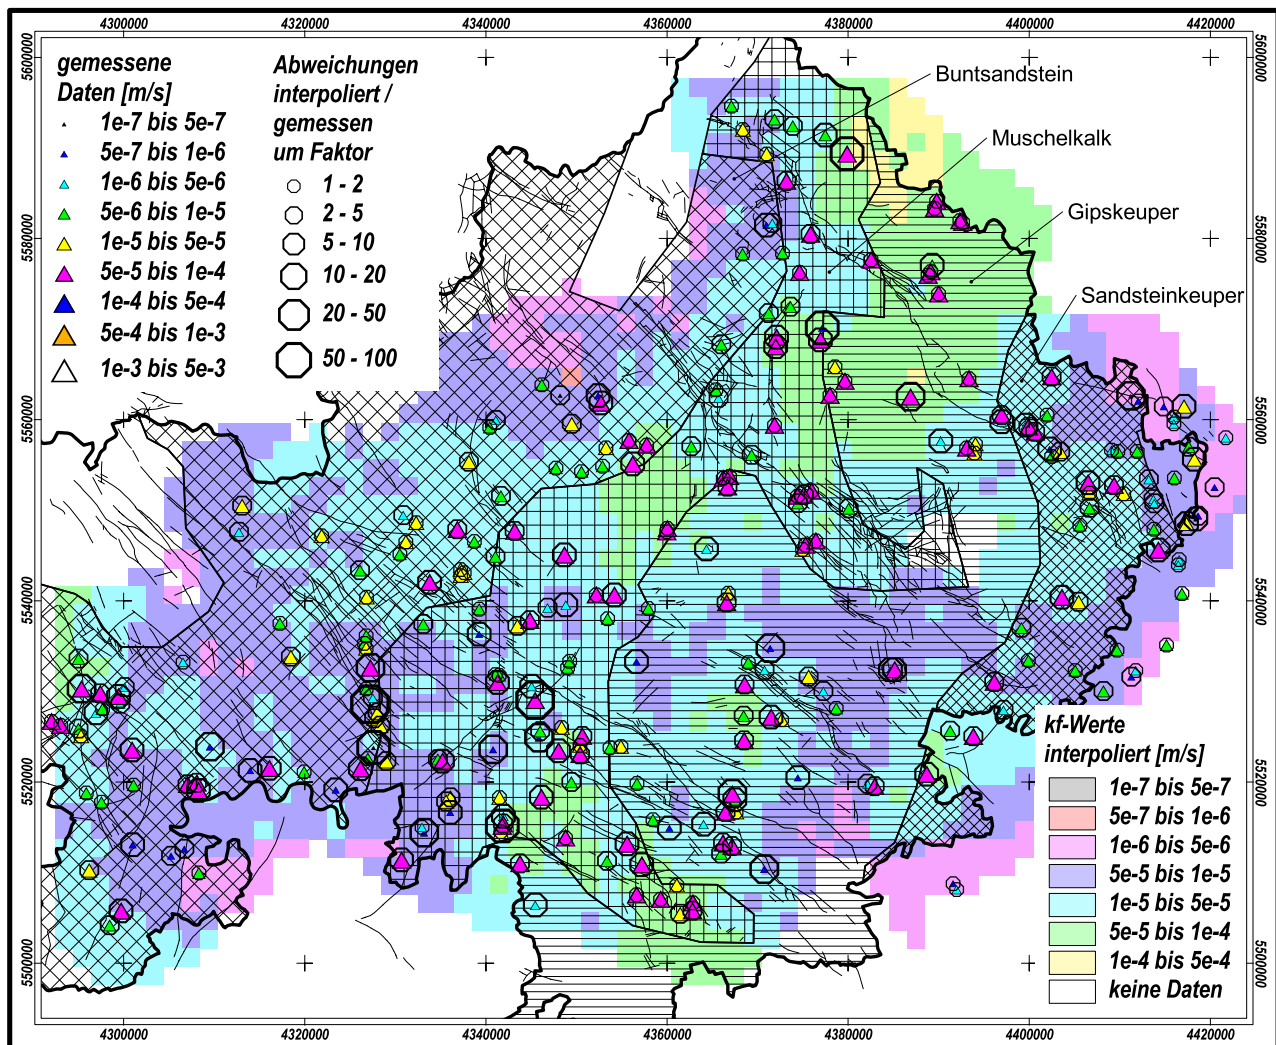 4300000 4320000 4340000 4360000 4380000 4400000 4420000
5600000 5600000
gemessene
Daten [m/s]
1e-7 bis 5e-7
5e-7 bis 1e-6
1e-6 bis 5e-6
5e-6 bis 1e-5
1e-5 bis 5e-5
5e-5 bis 1e-4
1e-4 bis 5e-4
5e-4 bis 1e-3
1e-3 bis 5e-3
Abweichungen
interpoliert /
gemessen
um Faktor
1 - 2
2 - 5
5 - 10
10 - 20
20 - 50
50 - 100
Buntsandstein
Muschelkalk
Gipskeuper
Sandsteinkeuper
5580000 5580000
5560000 5560000
5540000 5540000
5520000 5520000
5500000 5500000
kf-Werte
interpoliert [m/s]
1e-7 bis 5e-7
5e-7 bis 1e-6
1e-6 bis 5e-6
5e-5 bis 1e-5
1e-5 bis 5e-5
5e-5 bis 1e-4
1e-4 bis 5e-4
keine Daten
4300000 4320000 4340000 4360000 4380000 4400000 4420000